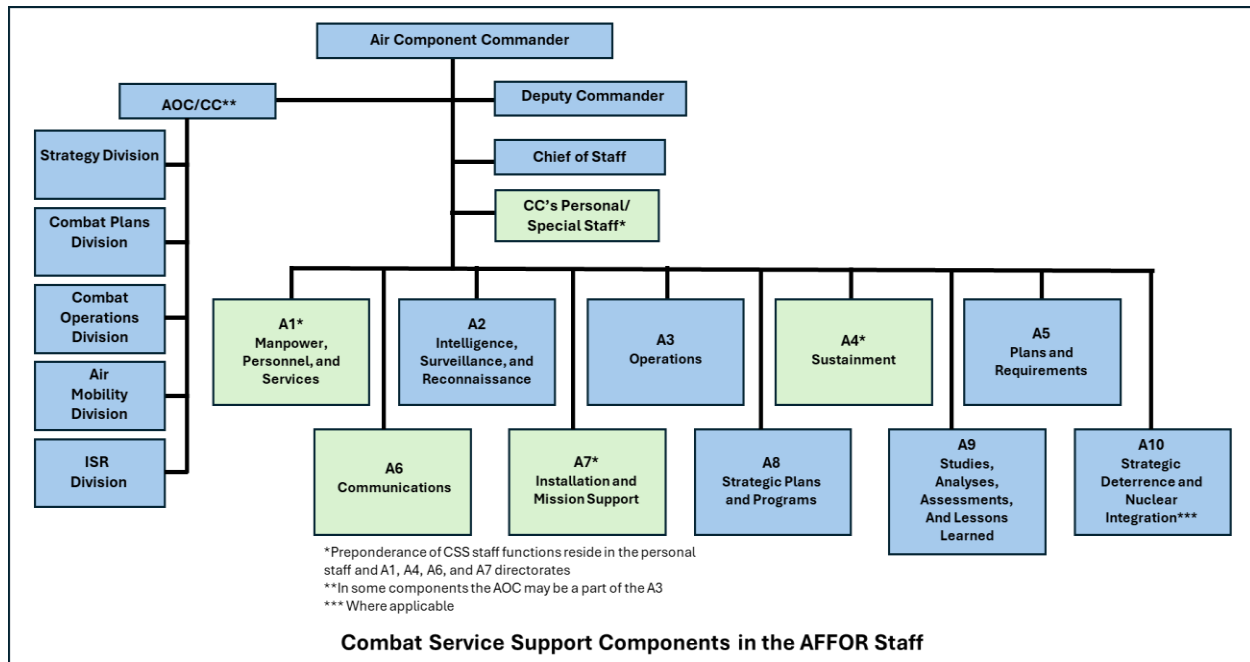 Air Component Commander
AOC/CC**
Deputy Commander
Strategy Division
Chief of Staff
CC's Personal/
Special Staff*
Combat Plans
Division
Combat
Operations
Division
Air
Mobility
Division
ISR
Division
A1*
Manpower,
Personnel, and
Services
A2
Intelligence,
Surveillance, and
Reconnaissance
A3
Operations
A4*
Sustainment
A5
Plans and
Requirements
A6
Communications
A7*
Installation and
Mission Support
A8
Strategic Plans
and Programs
A9
Studies,
Analyses,
Assessments,
And Lessons
Learned
A10
Strategic
Deterrence and
Nuclear
Integration***
*Preponderance of CSS staff functions reside in the personal
staff and A1, A4, A6, and A7 directorates
**In some components the AOC may be a part of the A3
*** Where applicable
Combat Service Support Components in the AFFOR Staff